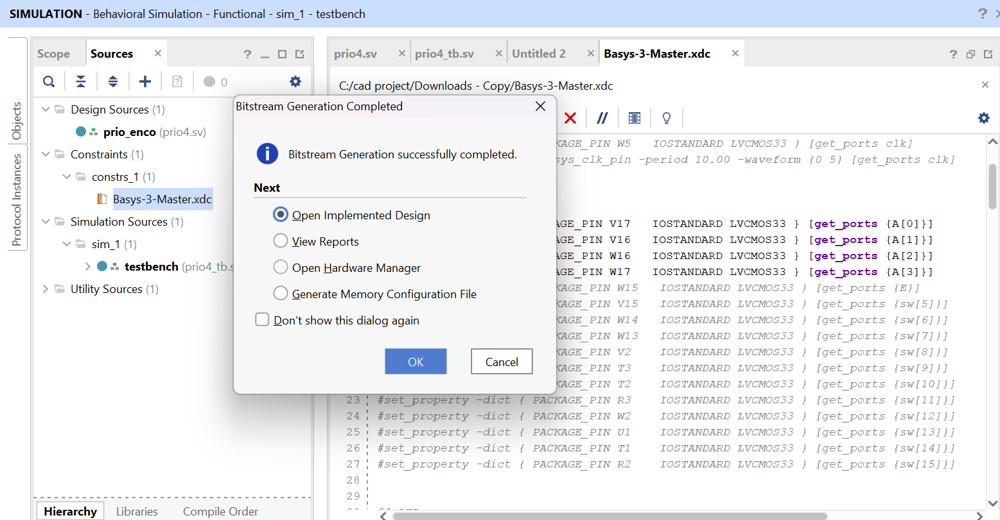 SIMULATION - Behavioral Simulation - Functional - sim_1 - testbench
Scope Sources
prio4.sv prio4_tb.sv Untitled 2 Basys-3-Master.xdc
C:/cad project/Downloads - Copy/Basys-3-Master.xdc
0
Objects
Protocol Instances
Design Sources (1)
prio_enco (prio4.sv)
Constraints (1)
constrs_1 (1)
Basys-3-Master.xdc
Simulation Sources (1)
sim_1 (1)
testbench (prio4_tb.s
Utility Sources (1)
Hierarchy Libraries Compile Order
Bitstream Generation Completed
Bitstream Generation successfully completed.
Next
Open Implemented Design
View Reports
Open Hardware Manager
Generate Memory Configuration File
Don't show this dialog again
OK Cancel
KAGE_PIN W5 IOSTANDARD LVCMOS33 } [get_ports clk]
sys_clk_pin -period 10.00 -waveform {0 5} [get_ports clk]
AGE_PIN V17 IOSTANDARD LVCMOS33 } [get_ports {A[0]}]
AGE_PIN V16 IOSTANDARD LVCMOS33 } [get_ports {A[1]}]
AGE_PIN W16 IOSTANDARD LVCMOS33 } [get_ports {A[2]}]
AGE_PIN W17 IOSTANDARD LVCMOS33 } [get_ports {A[3]}]
KAGE_PIN W15 IOSTANDARD LVCMOS33 } [get_ports {E}]
KAGE_PIN V15 IOSTANDARD LVCMOS33 } [get_ports {sw[5]}]
KAGE_PIN W14 IOSTANDARD LVCMOS33 } [get_ports {sw[6]}]
KAGE_PIN W13 IOSTANDARD LVCMOS33 } [get_ports {sw[7]}]
KAGE_PIN V2 IOSTANDARD LVCMOS33 } [get_ports {sw[8]}]
KAGE_PIN T3 IOSTANDARD LVCMOS33 } [get_ports {sw[9]}]
KAGE_PIN T2 IOSTANDARD LVCMOS33 } [get_ports {sw[10]}]
23 #set_property -dict { PACKAGE_PIN R3 IOSTANDARD LVCMOS33 } [get_ports {sw[11]}]
24 #set_property -dict { PACKAGE_PIN W2 IOSTANDARD LVCMOS33 } [get_ports {sw[12]}]
25 #set_property -dict { PACKAGE_PIN U1 IOSTANDARD LVCMOS33 } [get_ports {sw[13]}]
26 #set_property -dict { PACKAGE_PIN T1 IOSTANDARD LVCMOS33 } [get_ports {sw[14]}]
27 #set_property -dict { PACKAGE_PIN R2 IOSTANDARD LVCMOS33 } [get_ports {sw[15]}]
28
29